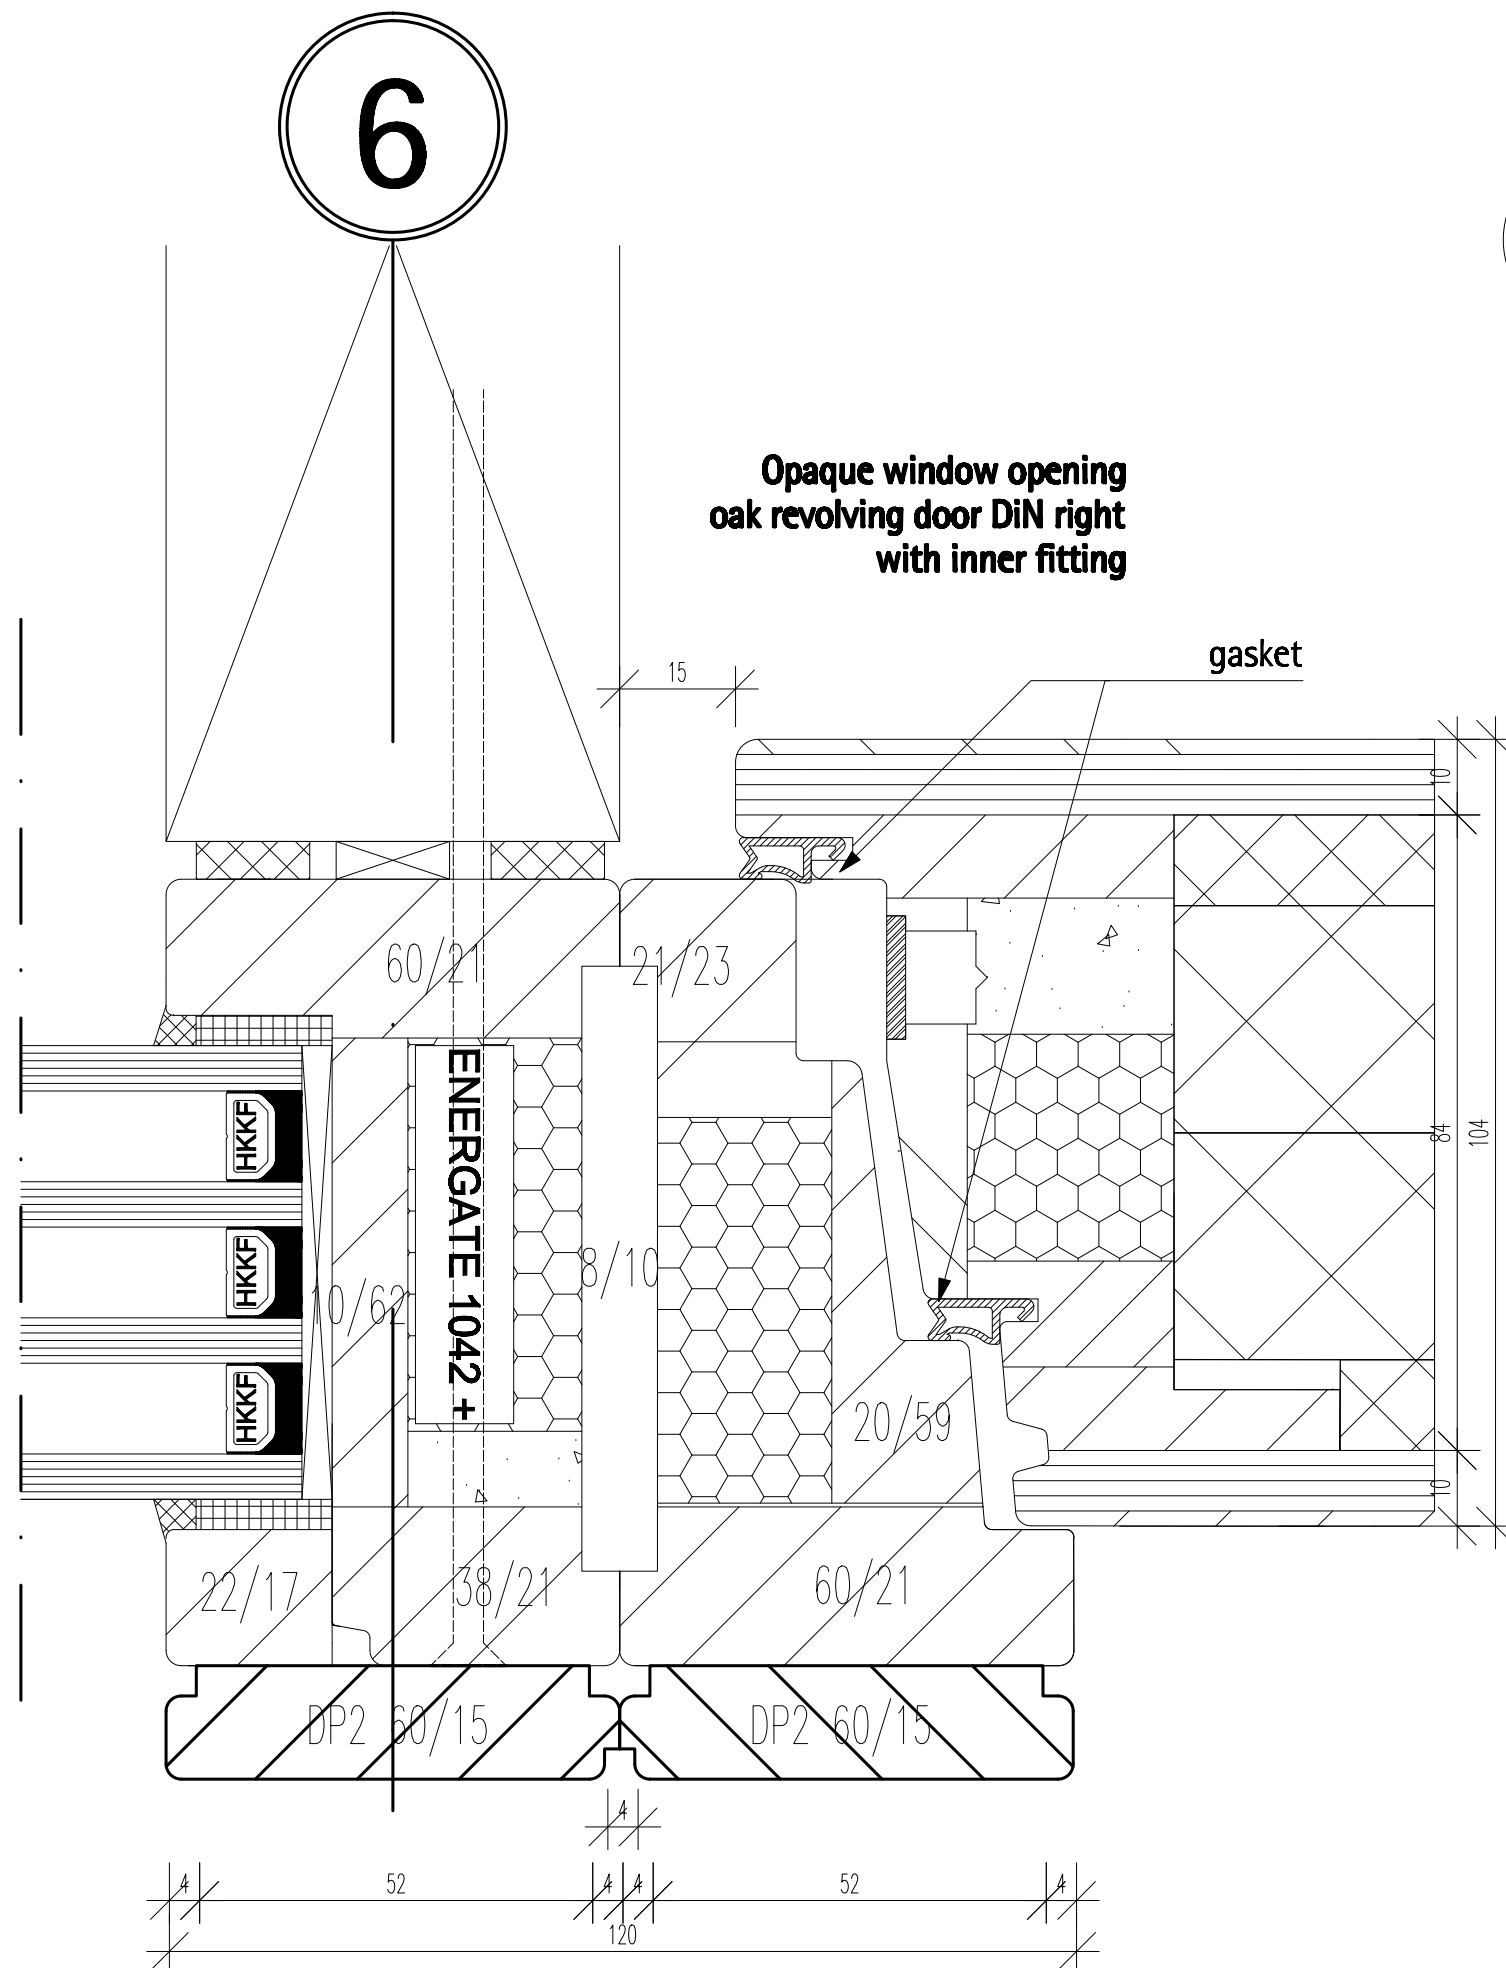 6
Opaque window opening
oak revolving door DiN right
with inner fitting
gasket
15
10
84
104
10
60/21
21/23
HKKF
HKKF
HKKF
10/62
ENERGATE 1042 +
8/10
20/59
22/17
38/21
60/21
DP2 60/15
DP2 60/15
4
4
52
4
4
52
4
120